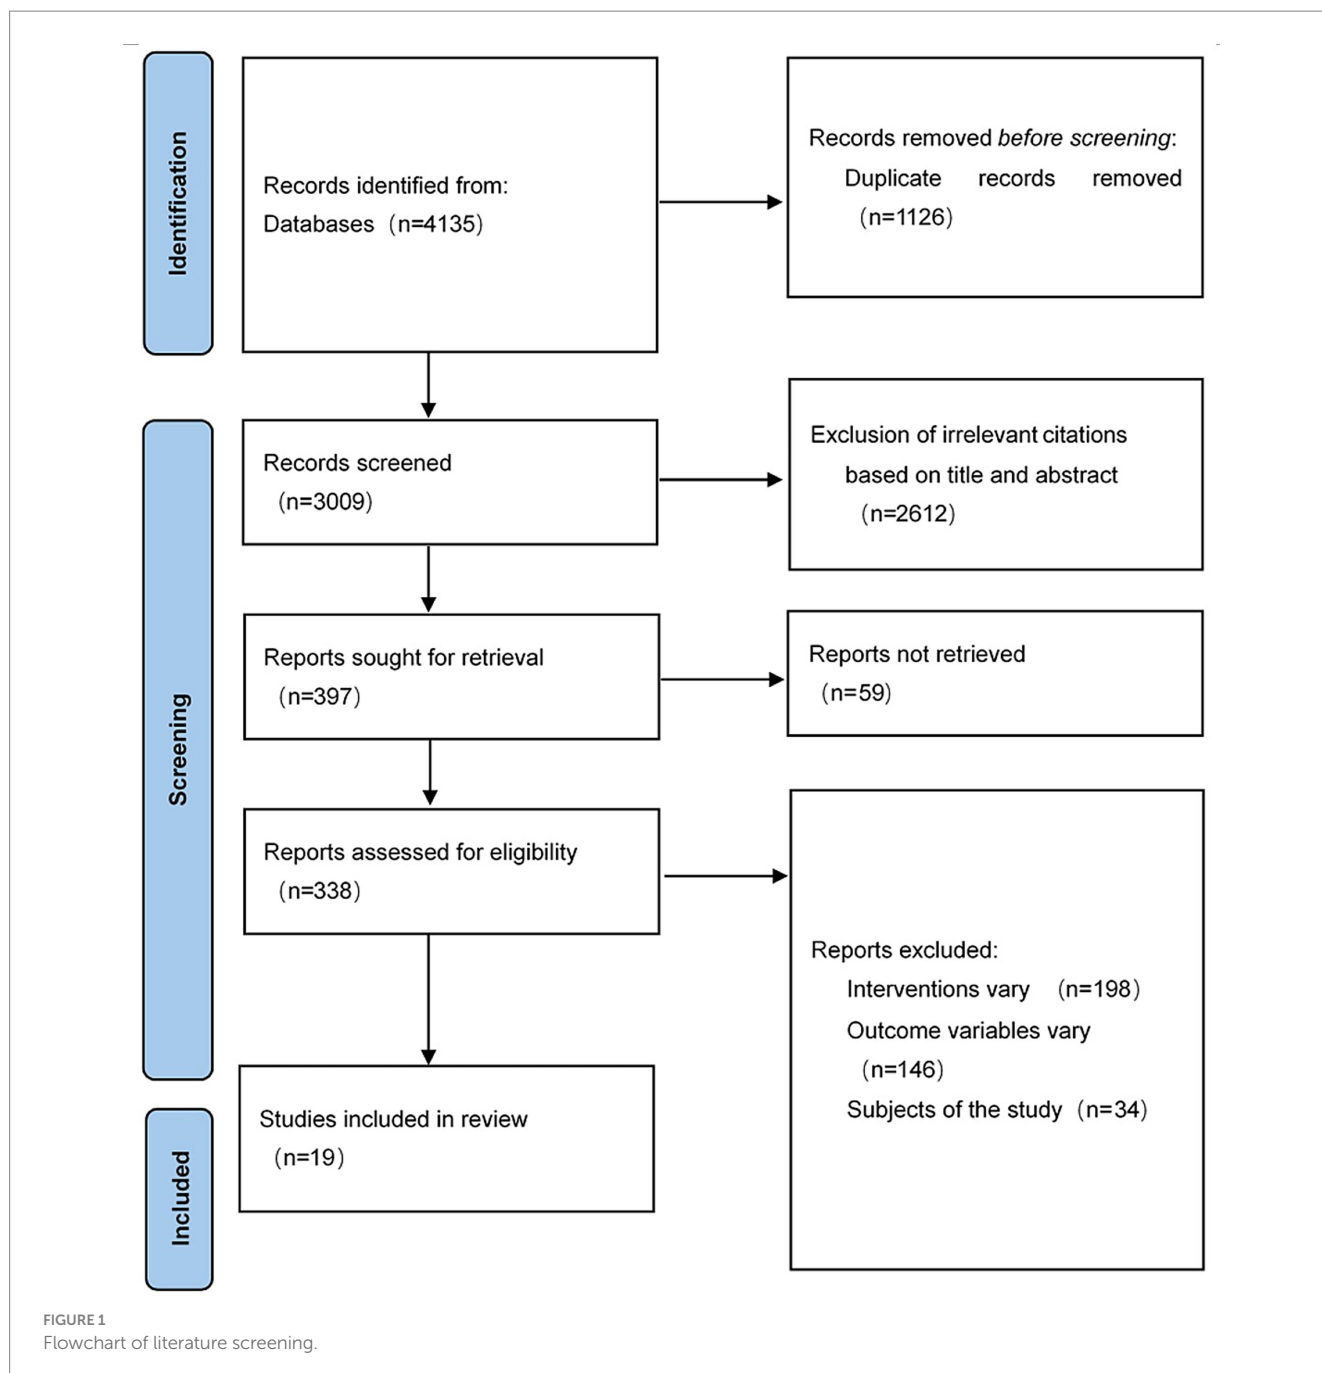 Identification
Records identified from:
Databases（n=4135）
Records removed before screening:
Duplicate records removed
（n=1126）
Screening
Records screened
（n=3009）
Exclusion of irrelevant citations
based on title and abstract
（n=2612）
Reports sought for retrieval
（n=397）
Reports not retrieved
（n=59）
Reports assessed for eligibility
（n=338）
Reports excluded:
Interventions vary （n=198）
Outcome variables vary
（n=146）
Subjects of the study（n=34）
Included
Studies included in review
（n=19）
FIGURE 1
Flowchart of literature screening.